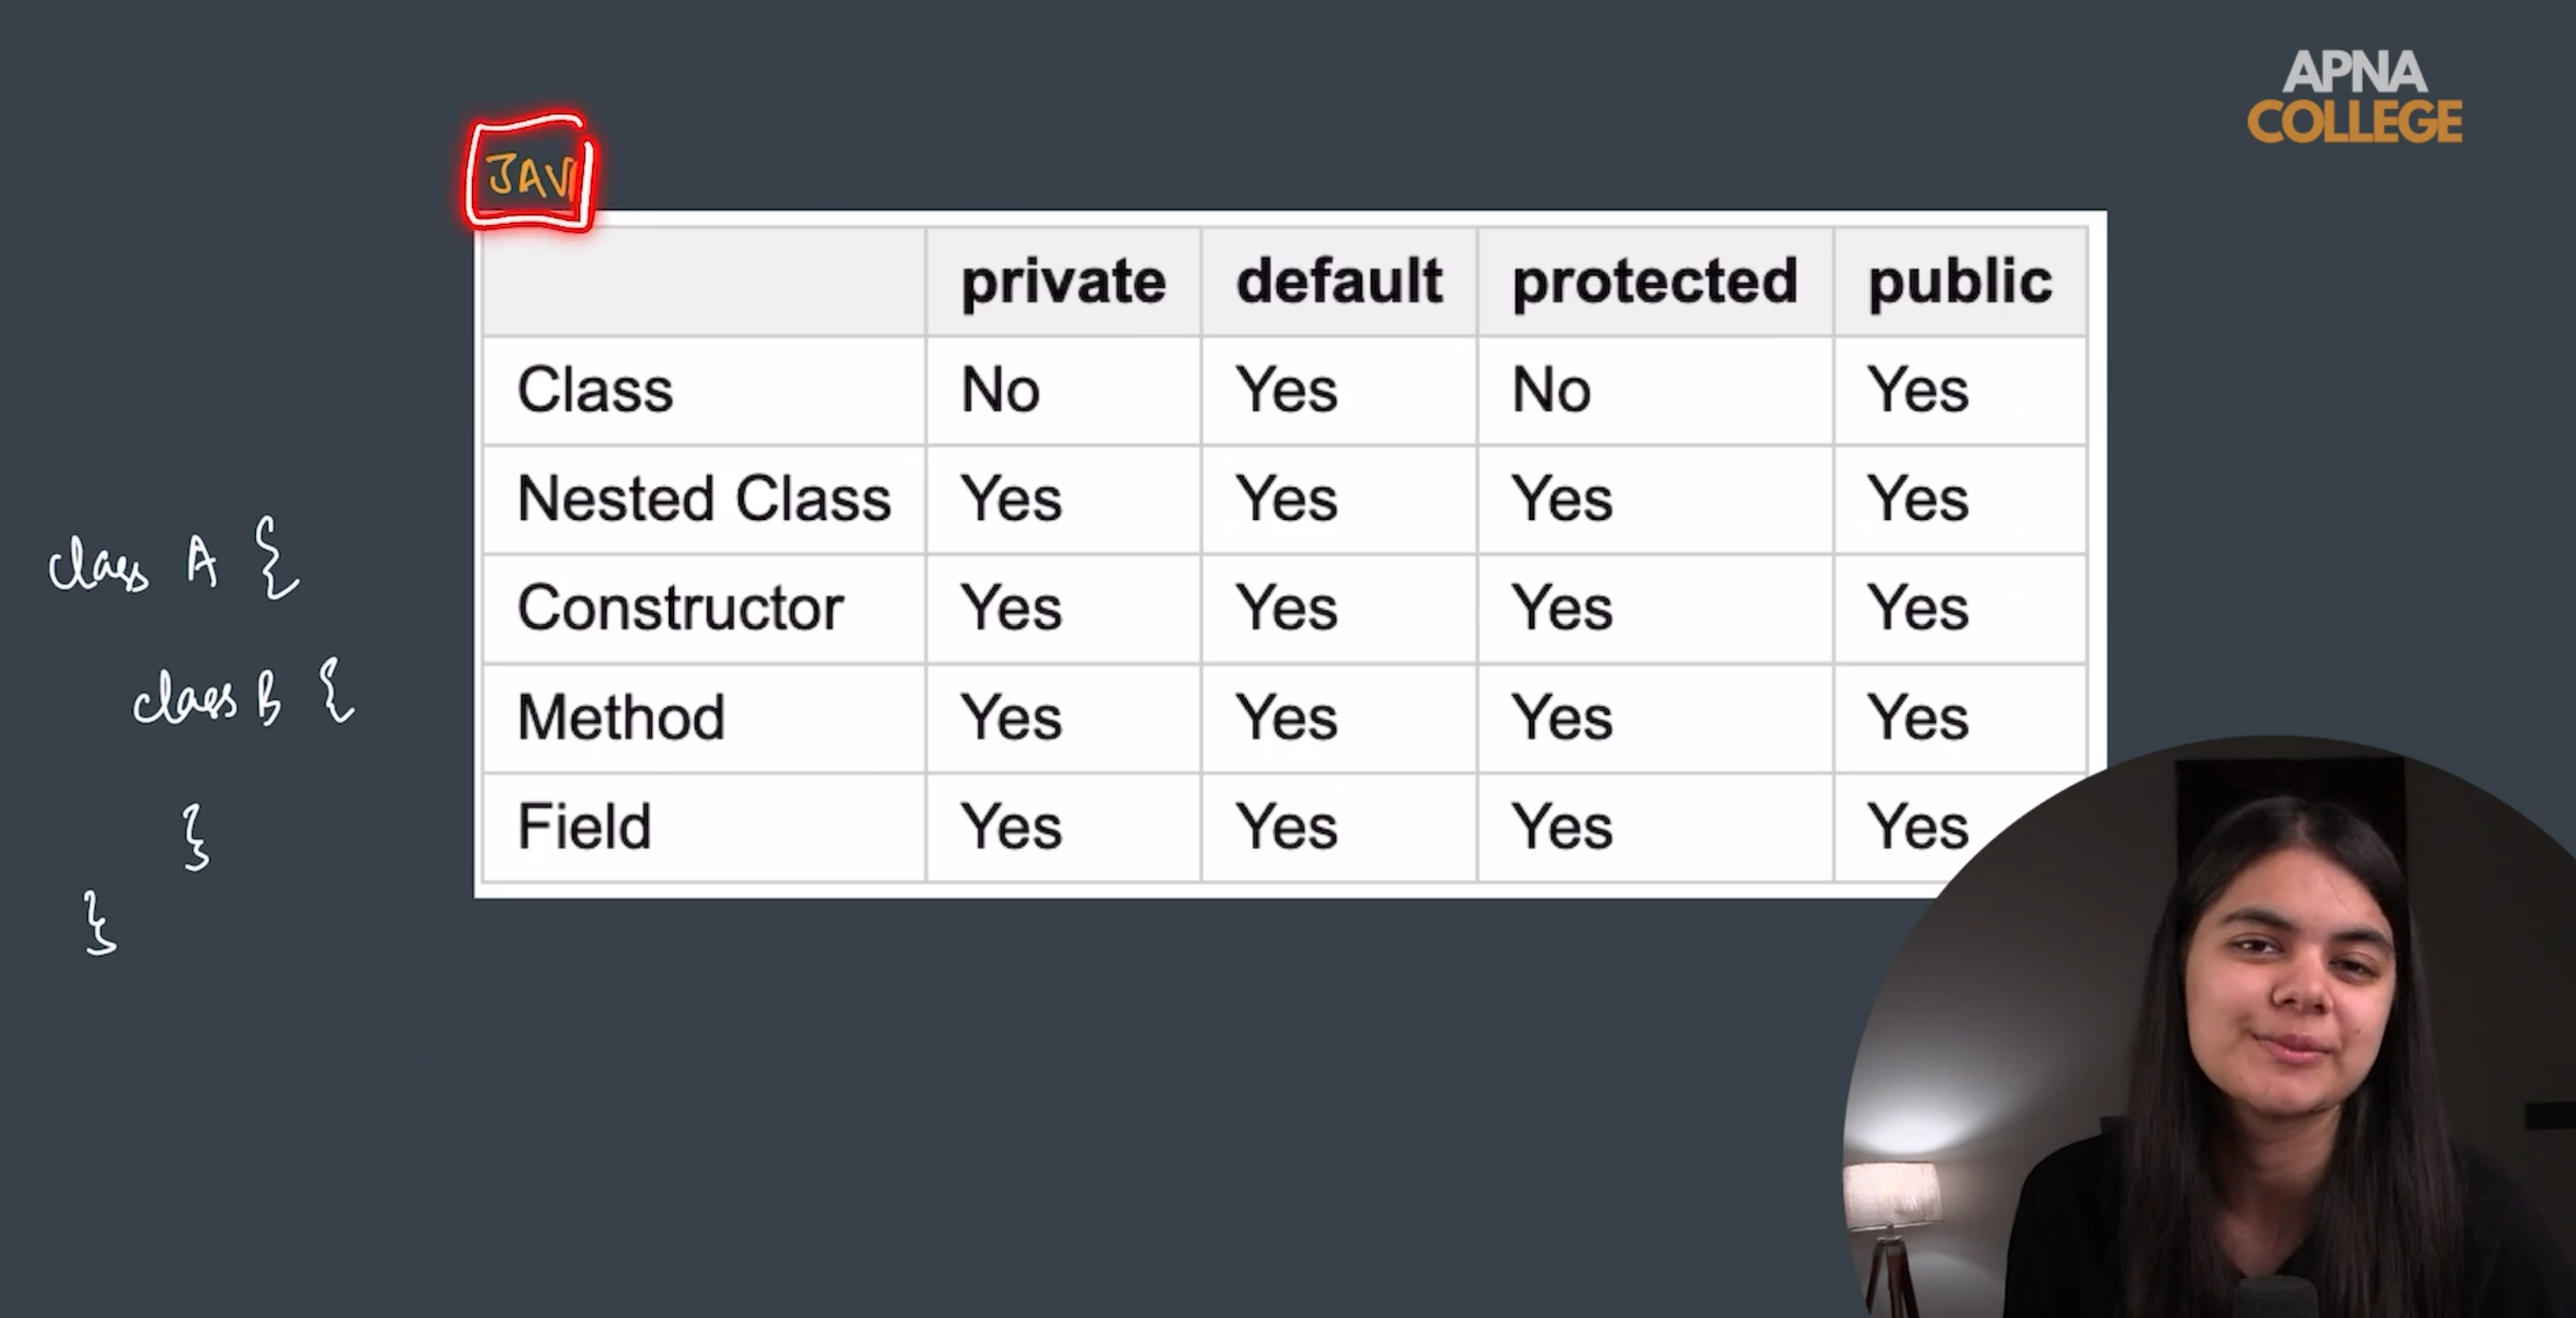 APNA
COLLEGE
JAVA
private default protected public
Class No Yes No Yes
Nested Class Yes Yes Yes Yes
Constructor Yes Yes Yes Yes
Method Yes Yes Yes Yes
Field Yes Yes Yes Yes
class A {
class B {
}
}